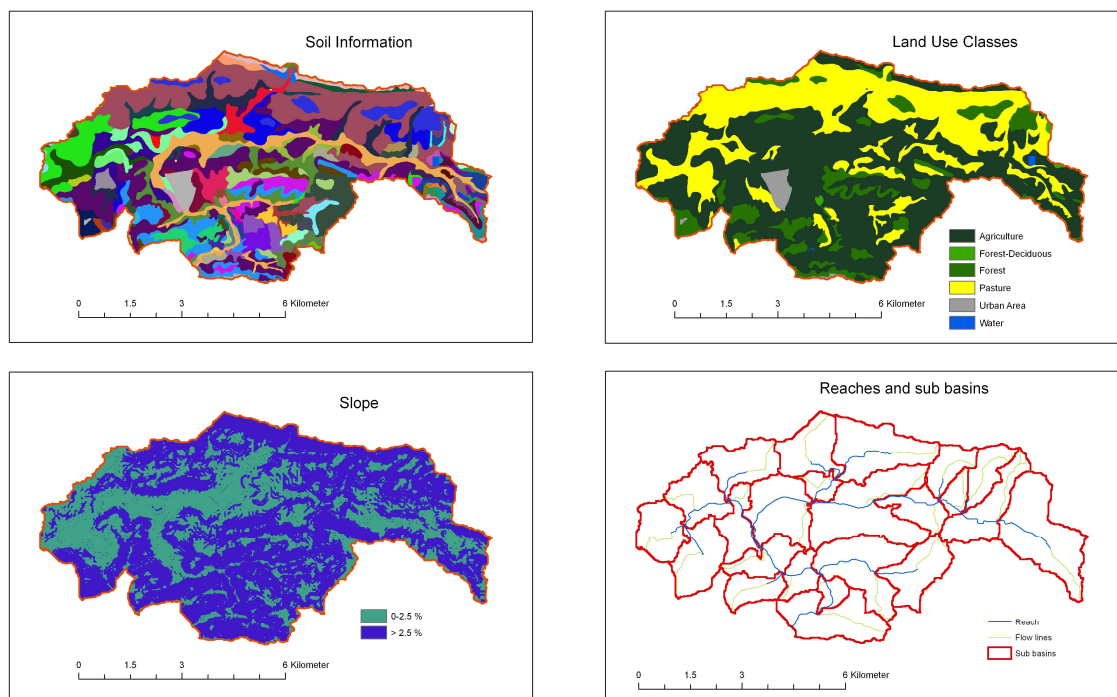 Soil Information
0 1.5 3 6 Kilometer
Land Use Classes
Agriculture
Forest-Deciduous
Forest
Pasture
Urban Area
Water
0 1.5 3 6 Kilometer
Slope
0-2.5 %
> 2.5 %
0 1.5 3 6 Kilometer
Reaches and sub basins
Reach
Flow lines
Sub basins
0 1.5 3 6 Kilometer